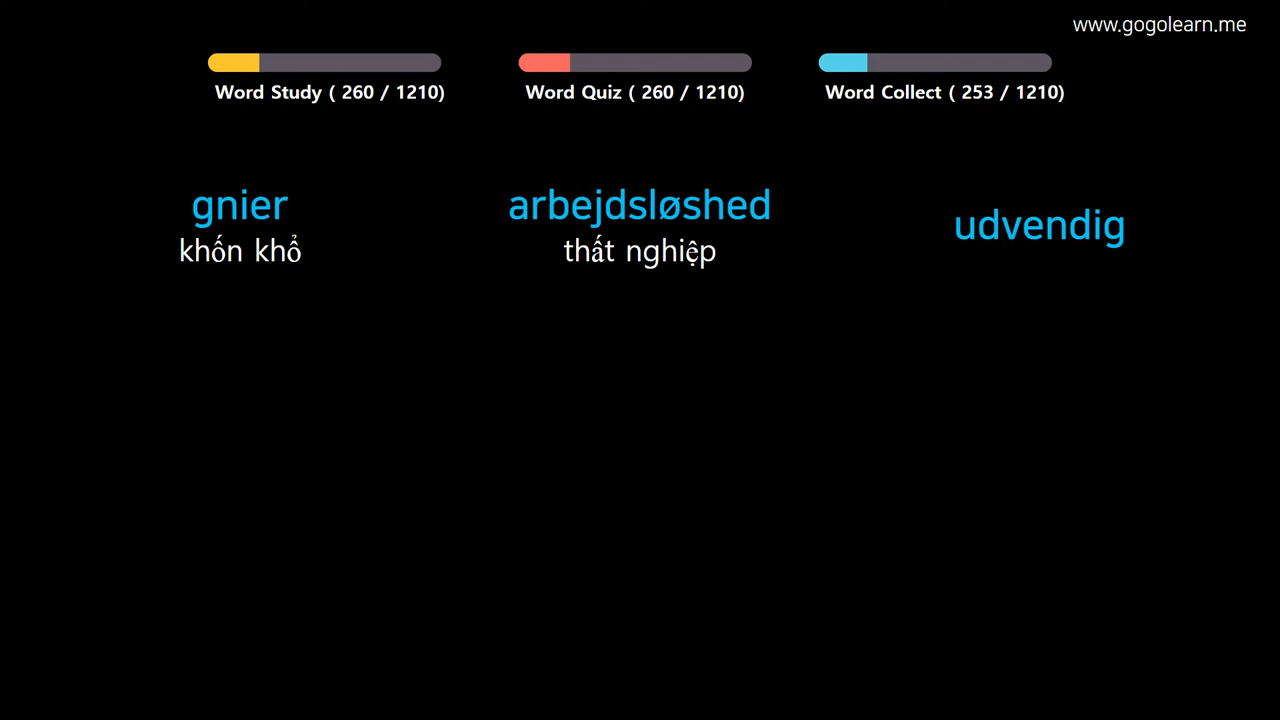 www.gogolearn.me
Word Study ( 260 / 1210)
Word Quiz ( 260 / 1210)
Word Collect ( 253 / 1210)
gnier
khốn khổ
arbejdsløshed
thất nghiệp
udvendig